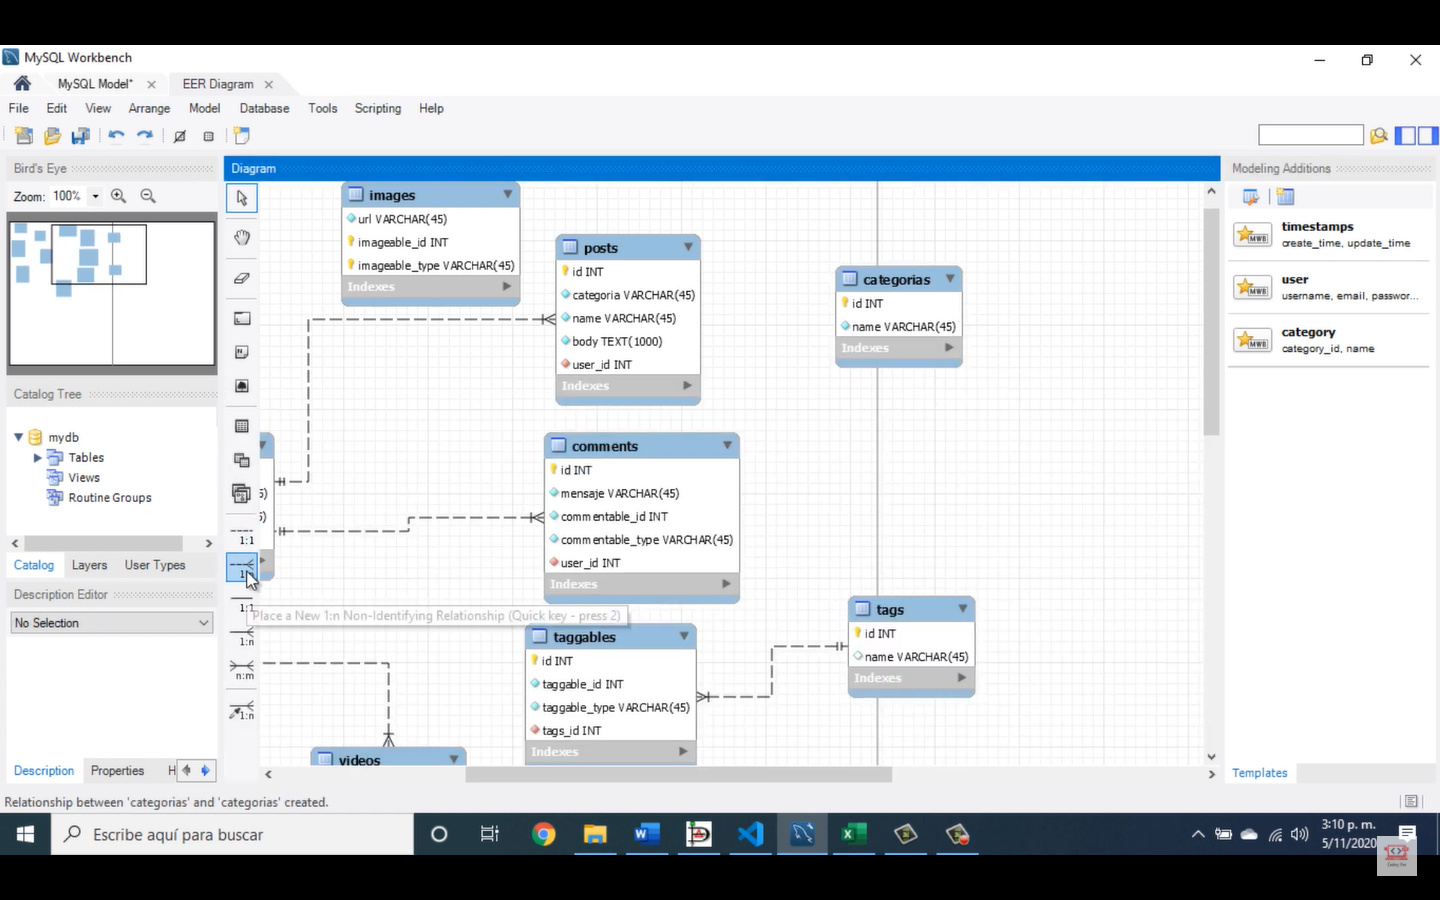 MySQL Workbench
MySQL Model*
EER Diagram
File Edit View Arrange Model Database Tools Scripting Help
Bird's Eye
Zoom: 100%
Catalog Tree
mydb
Tables
Views
Routine Groups
Catalog Layers User Types
Description Editor
No Selection
Description Properties H
Diagram
1:1
1:n
1:1
1:n
n:m
1:n
images
url VARCHAR(45)
imageable_id INT
imageable_type VARCHAR(45)
Indexes
posts
id INT
categoria VARCHAR(45)
name VARCHAR(45)
body TEXT(1000)
user_id INT
Indexes
categorias
id INT
name VARCHAR(45)
Indexes
5)
5)
comments
id INT
mensaje VARCHAR(45)
commentable_id INT
commentable_type VARCHAR(45)
user_id INT
Indexes
Place a New 1:n Non-Identifying Relationship (Quick key - press 2)
taggables
id INT
taggable_id INT
taggable_type VARCHAR(45)
tags_id INT
Indexes
tags
id INT
name VARCHAR(45)
Indexes
videos
Modeling Additions
timestamps
create_time, update_time
user
username, email, passwor...
category
category_id, name
Templates
Relationship between 'categorias' and 'categorias' created.
Escribe aquí para buscar
3:10 p. m.
5/11/2020